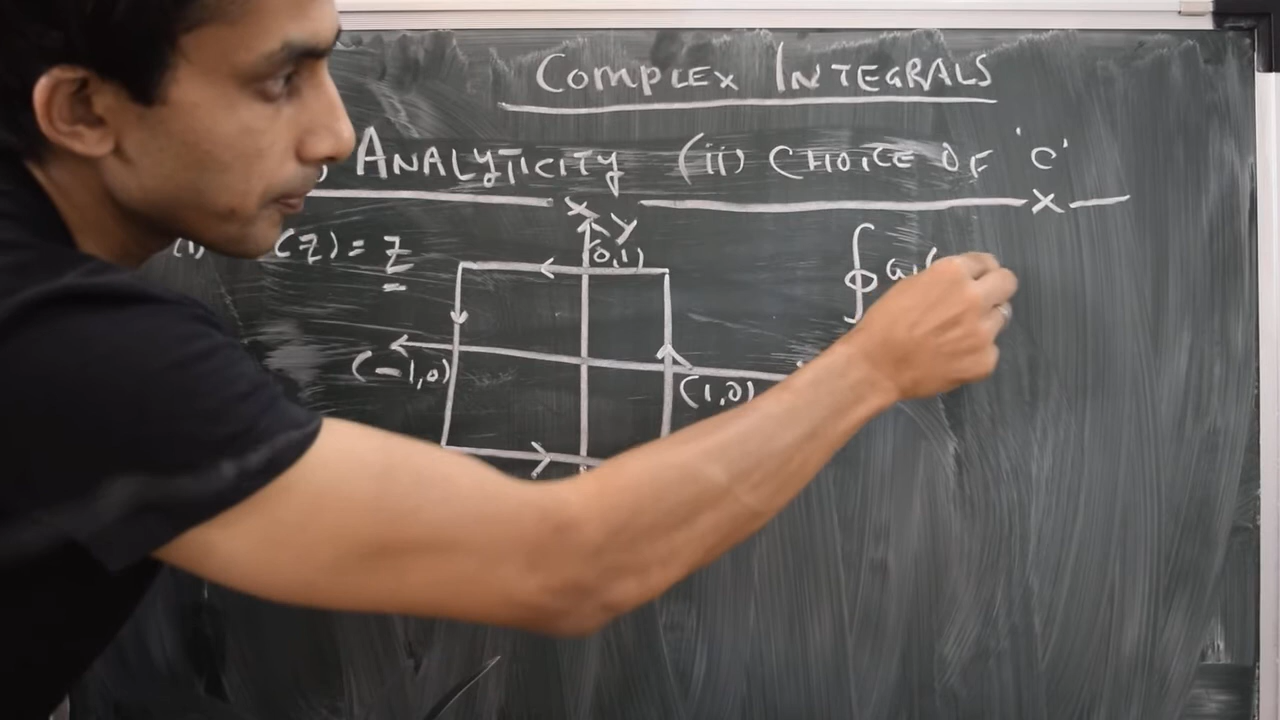 COMPLEX INTEGRALS
ANALYTICITY (ii) CHOICE OF 'C'
X
(z) = z
Y
(0,1)
∮
(-1,0)
(1,0)